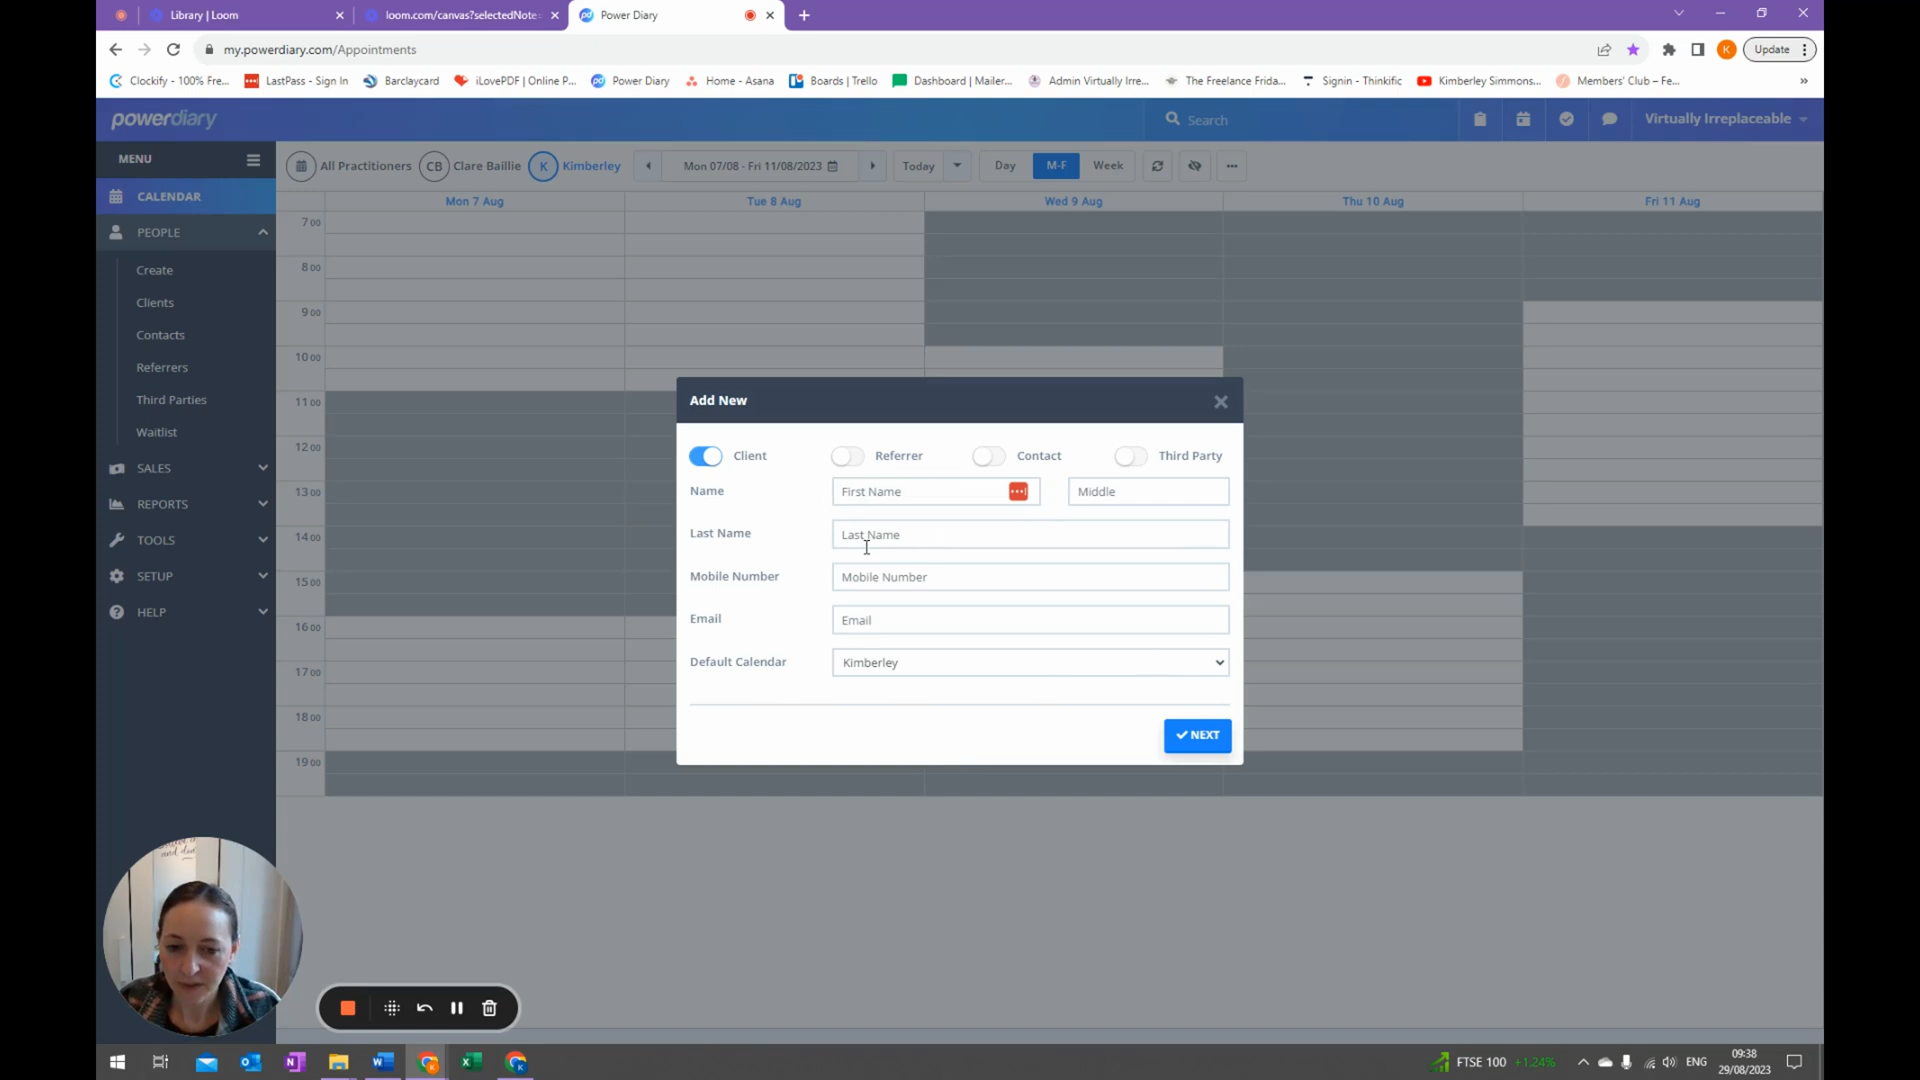 Library | Loom
loom.com/canvas?selectedNote
Power Diary
my.powerdiary.com/Appointments
Update
Clockify - 100% Fre...
LastPass - Sign In
Barclaycard
iLovePDF | Online P...
Power Diary
Home - Asana
Boards | Trello
Dashboard | Mailer...
Admin Virtually Irre...
The Freelance Frida...
Signin - Thinkific
Kimberley Simmons...
Members' Club – Fe...
powerdiary
Search
Virtually Irreplaceable
MENU
All Practitioners
CB Clare Baillie
K Kimberley
Mon 07/08 - Fri 11/08/2023
Today
Day
M-F
Week
CALENDAR
Mon 7 Aug
Tue 8 Aug
Wed 9 Aug
Thu 10 Aug
Fri 11 Aug
PEOPLE
Create
Clients
Contacts
Referrers
Third Parties
Waitlist
SALES
REPORTS
TOOLS
SETUP
HELP
7 00
8 00
9 00
10 00
11 00
12 00
13 00
14 00
15 00
16 00
17 00
18 00
19 00
Add New
Client
Referrer
Contact
Third Party
Name
First Name
Middle
Last Name
Last Name
Mobile Number
Mobile Number
Email
Email
Default Calendar
Kimberley
NEXT
and
FTSE 100 +1.24%
ENG
09:38
29/08/2023